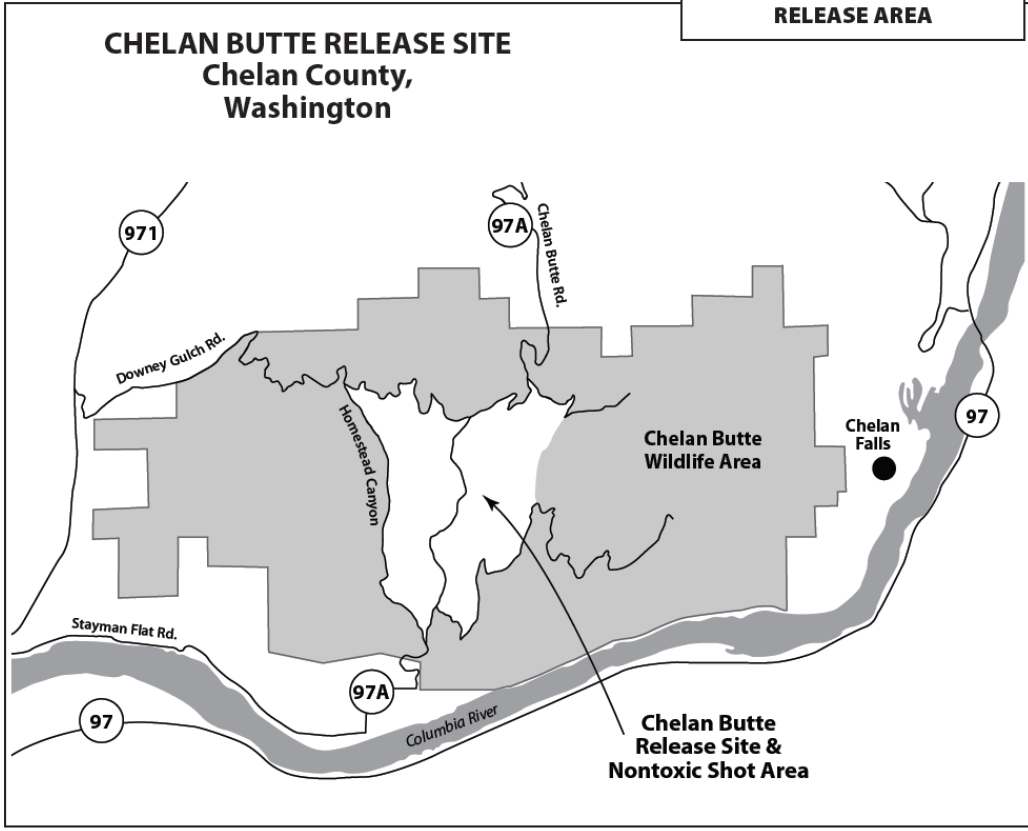 RELEASE AREA
CHELAN BUTTE RELEASE SITE
Chelan County,
Washington
971
97A
Chelan Butte Rd.
Downey Gulch Rd.
Homestead Canyon
Chelan Butte
Wildlife Area
Chelan
Falls
97
Stayman Flat Rd.
97A
97
Columbia River
Chelan Butte
Release Site &
Nontoxic Shot Area